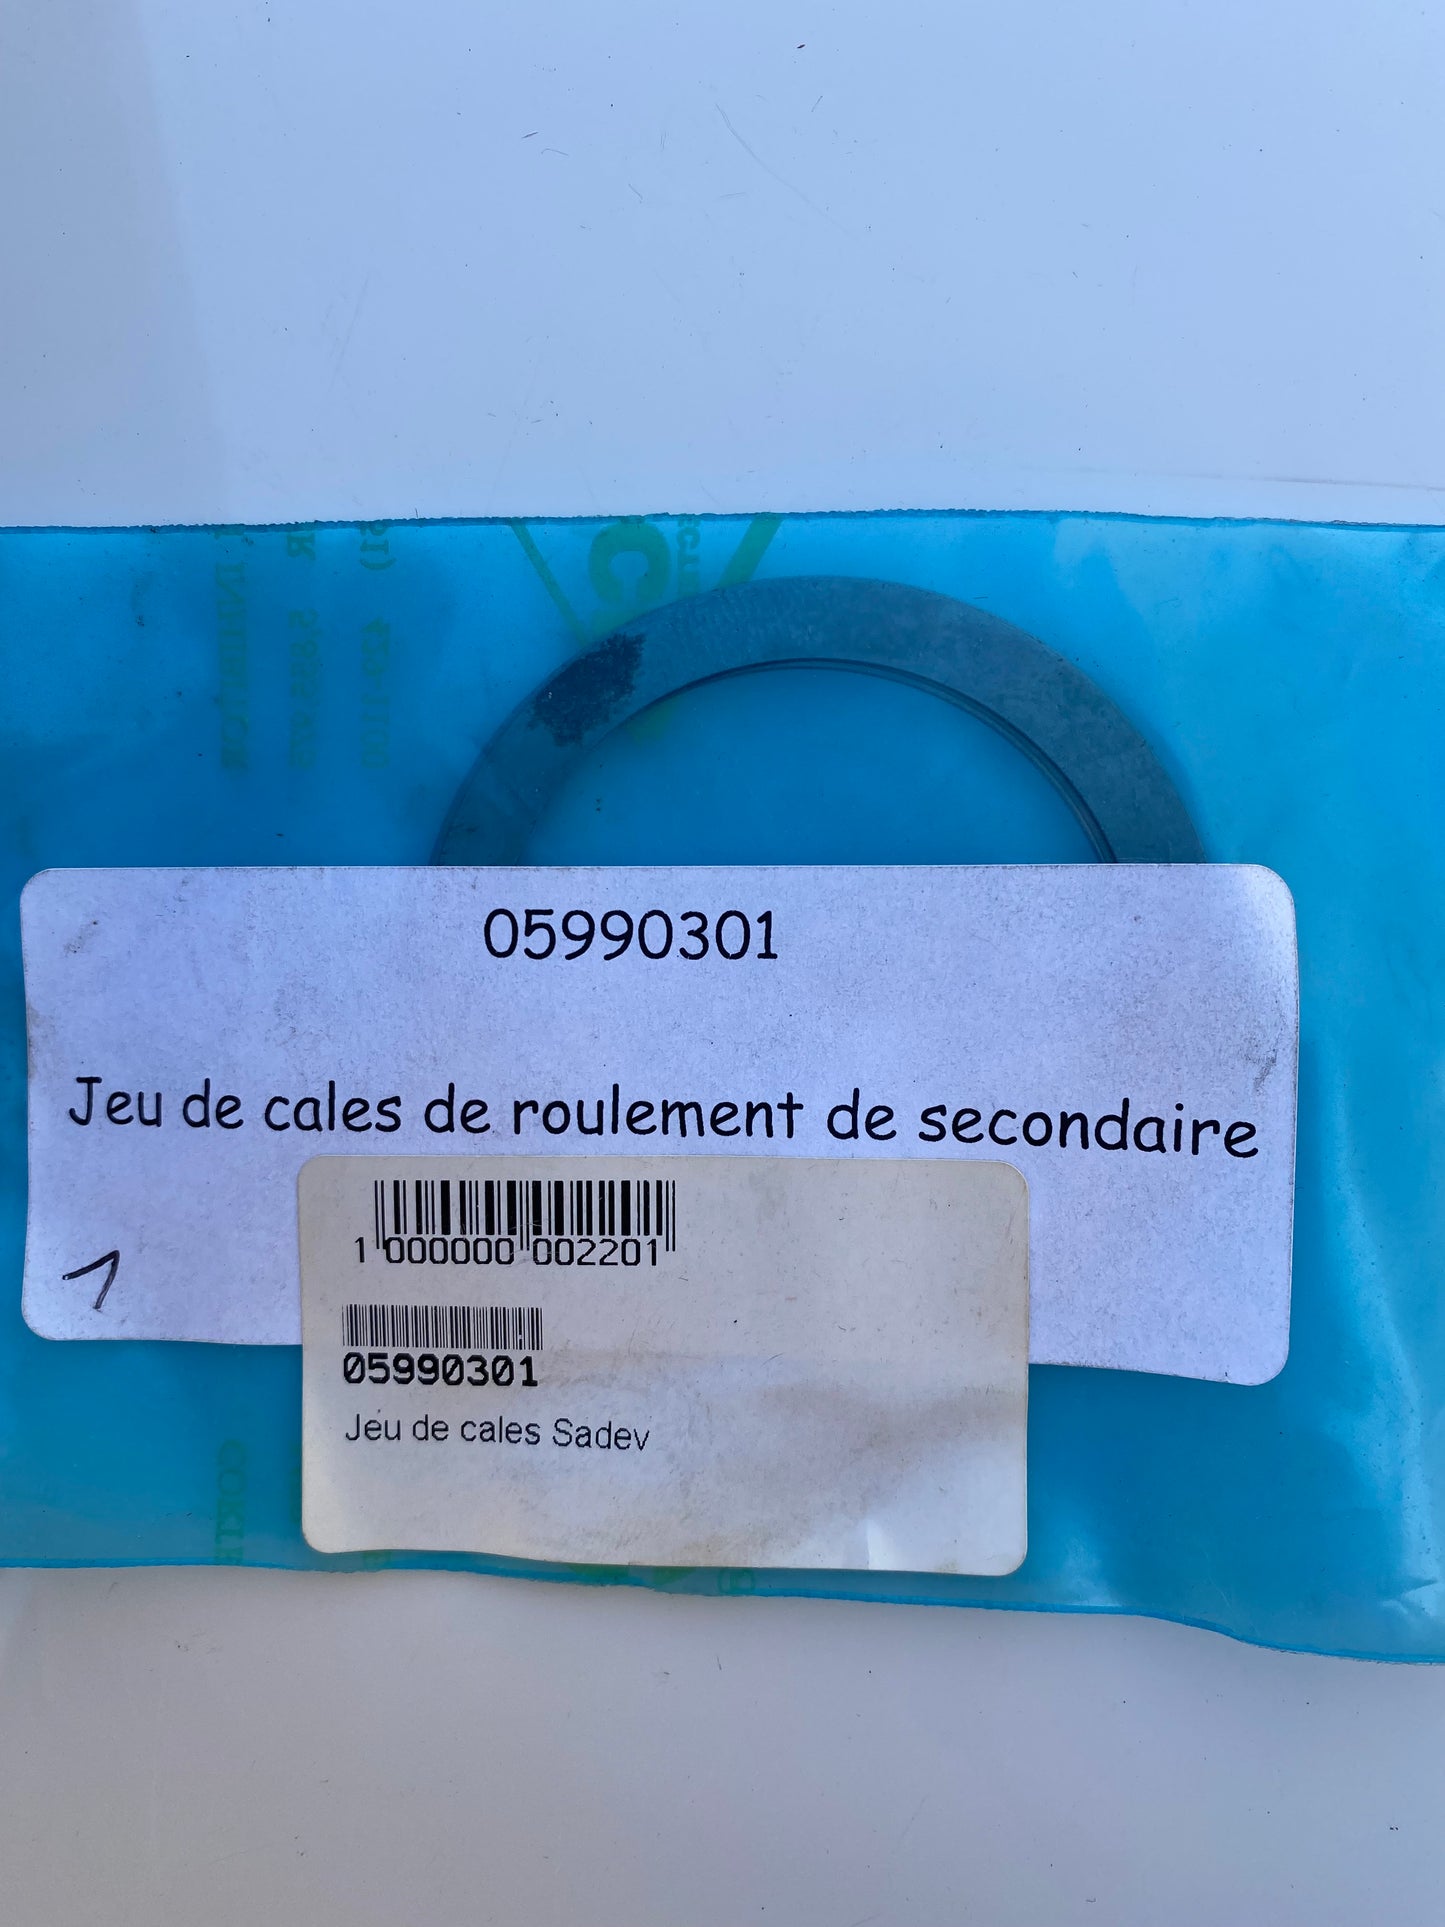 05990301
Jeu de cales de roulement de secondaire
1
1 000000 002201
05990301
Jeu de cales Sadev